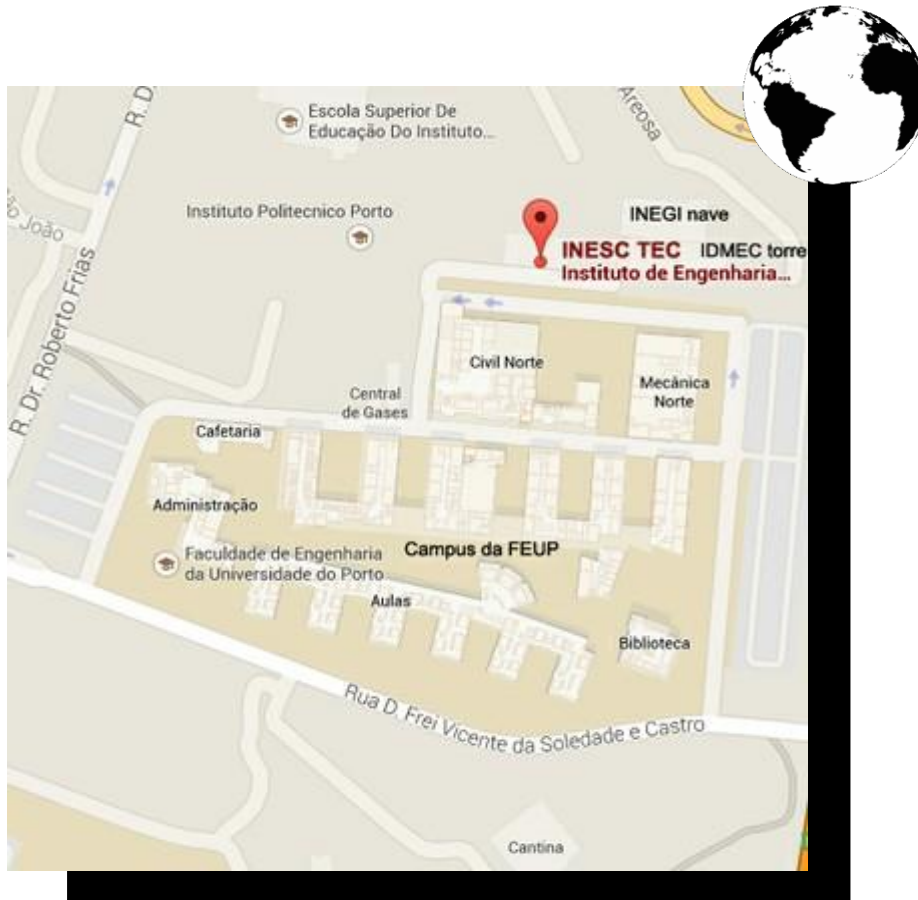 R. D
Escola Superior De
Educação Do Instituto...
Areosa
Instituto Politecnico Porto
INEGI nave
ão João
INESC TEC IDMEC torre
Instituto de Engenharia...
R. Dr. Roberto Frias
Civil Norte
Mecânica
Norte
Central
de Gases
Cafetaria
Administração
Campus da FEUP
Faculdade de Engenharia
da Universidade do Porto
Aulas
Biblioteca
Rua D. Frei Vicente da Soledade e Castro
Cantina